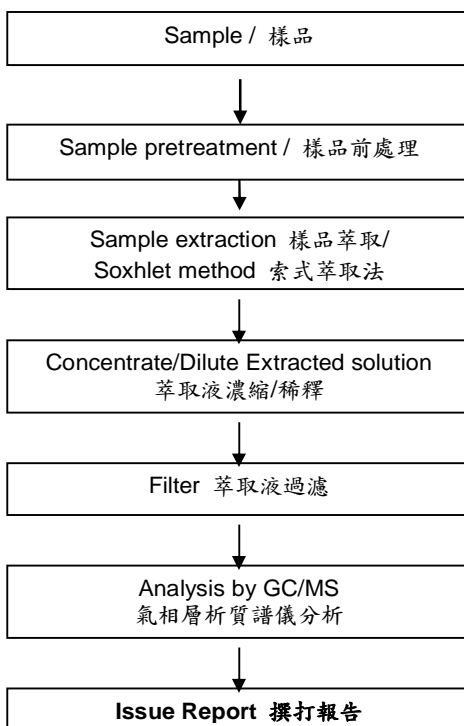 Sample / 樣品
Sample pretreatment / 樣品前處理
Sample extraction 樣品萃取/
Soxhlet method 索式萃取法
Concentrate/Dilute Extracted solution
萃取液濃縮/稀釋
Filter 萃取液過濾
Analysis by GC/MS
氣相層析質譜儀分析
Issue Report 撰打報告